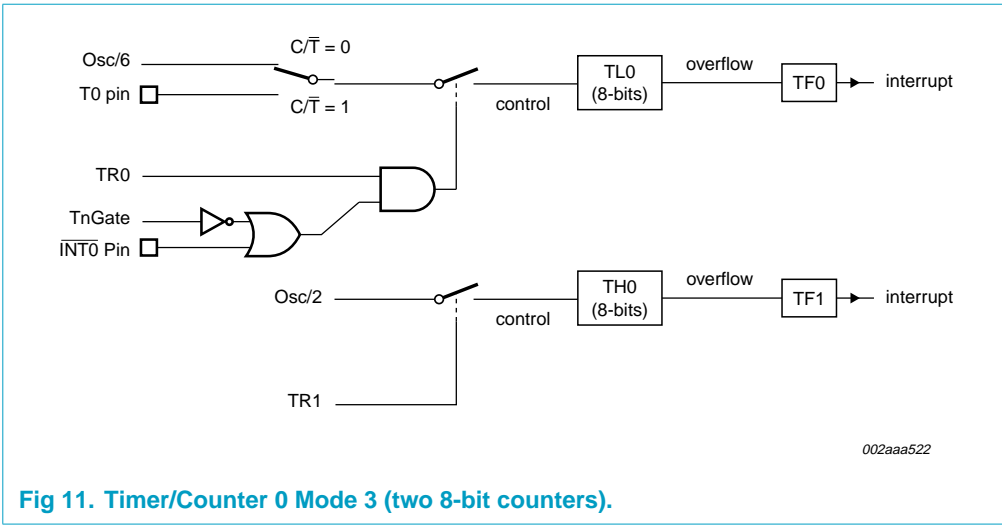 C/T̅ = 0
Osc/6
T0 pin
C/T̅ = 1
TL0
(8-bits)
overflow
TF0
interrupt
control
TR0
TnGate
I̅N̅T̅0̅ Pin
Osc/2
TH0
(8-bits)
overflow
TF1
interrupt
control
TR1
002aaa522
Fig 11. Timer/Counter 0 Mode 3 (two 8-bit counters).